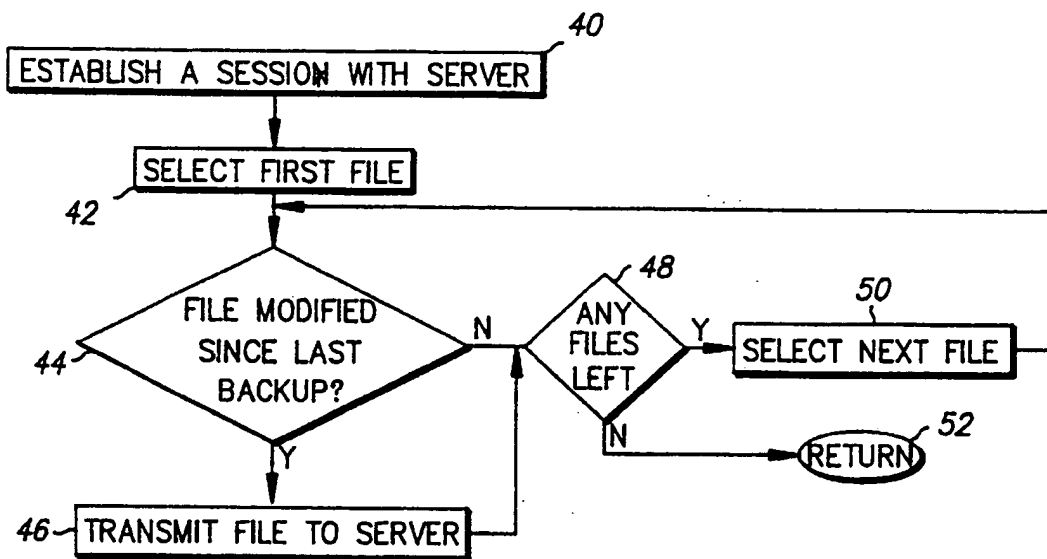 40
ESTABLISH A SESSION WITH SERVER
SELECT FIRST FILE
42
FILE MODIFIED
SINCE LAST
BACKUP?
44
N
Y
46
TRANSMIT FILE TO SERVER
48
ANY
FILES
LEFT
Y
N
50
SELECT NEXT FILE
52
RETURN